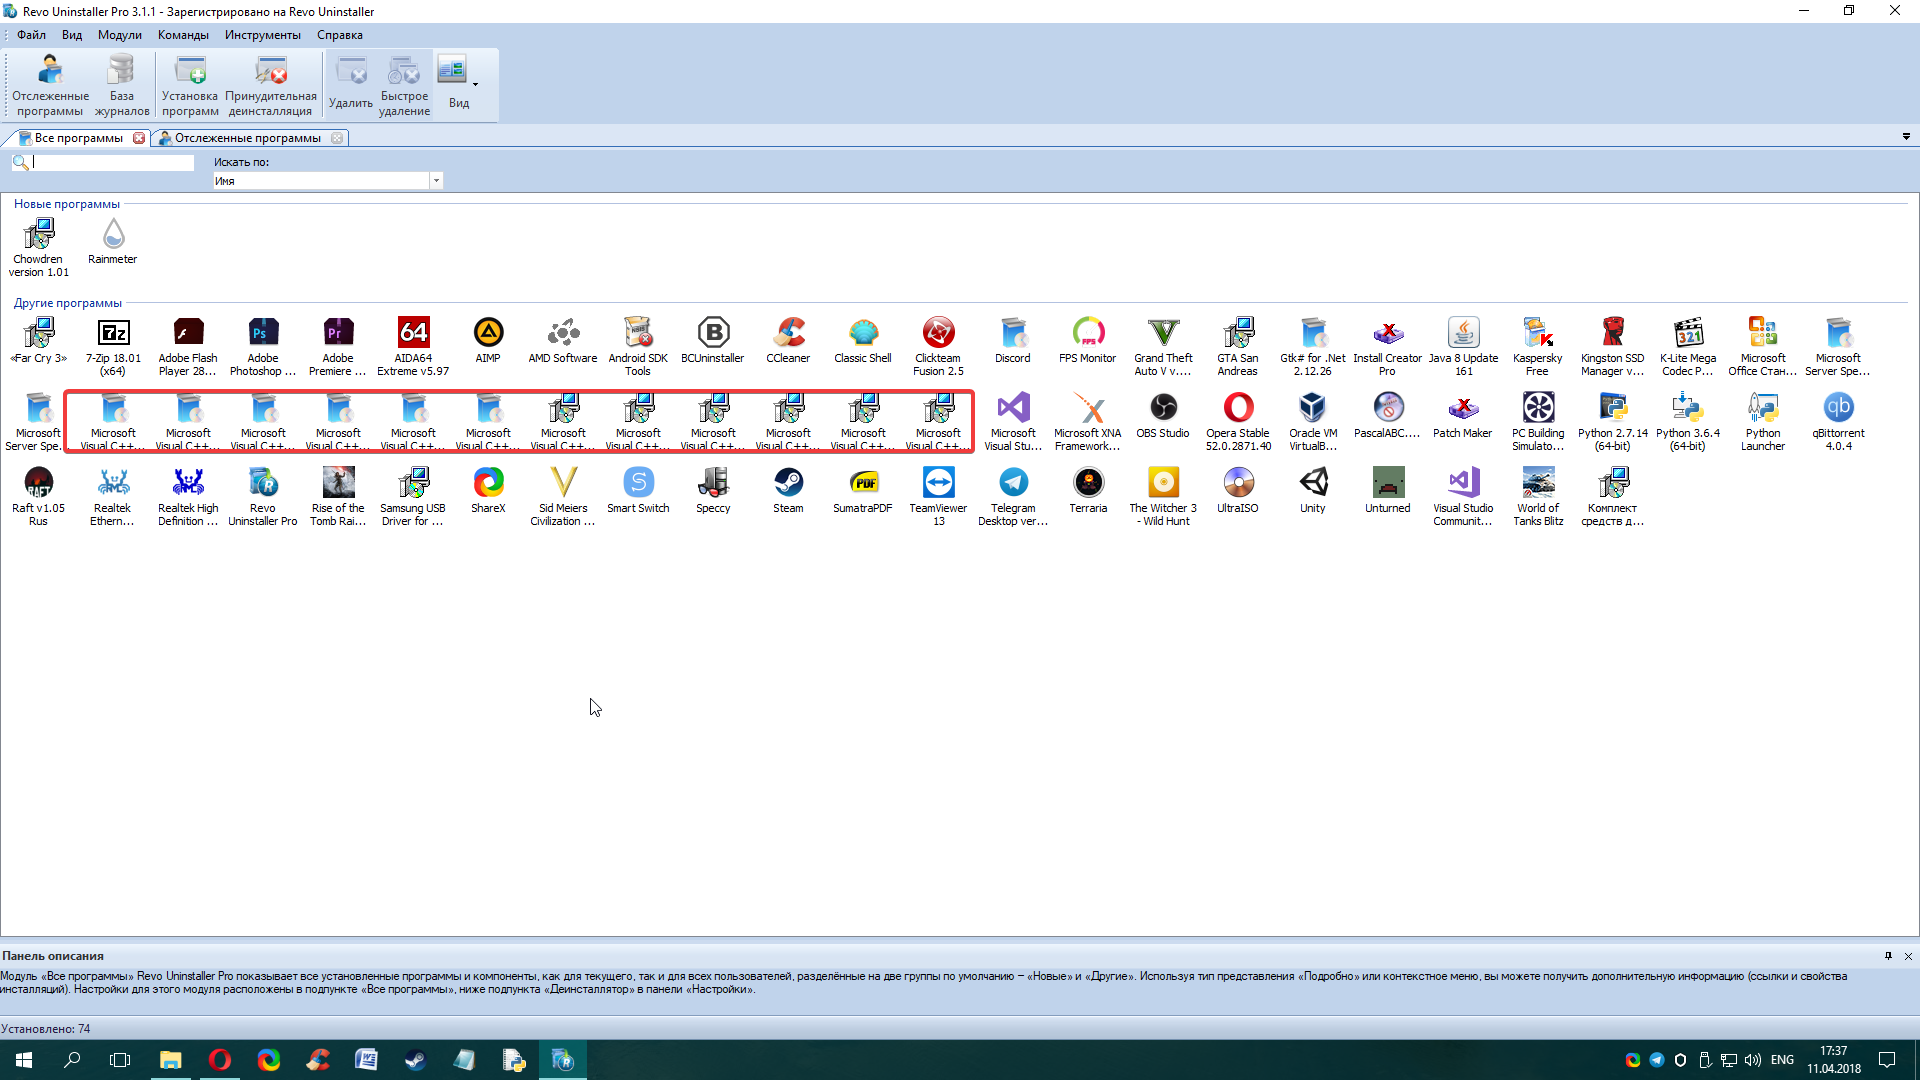 Revo Uninstaller Pro 3.1.1 - Зарегистрировано на Revo Uninstaller
Файл Вид Модули Команды Инструменты Справка
Отслеженные программы
База журналов
Установка программ
Принудительная деинсталляция
Удалить
Быстрое удаление
Вид
Все программы
Отслеженные программы
Искать по:
Имя
Новые программы
Chowdren version 1.01
Rainmeter
Другие программы
«Far Cry 3»
7-Zip 18.01 (x64)
Adobe Flash Player 28...
Adobe Photoshop ...
Adobe Premiere ...
AIDA64 Extreme v5.97
AIMP
AMD Software
Android SDK Tools
BCUninstaller
CCleaner
Classic Shell
Clickteam Fusion 2.5
Discord
FPS Monitor
Grand Theft Auto V v....
GTA San Andreas
Gtk# for .Net 2.12.26
Install Creator Pro
Java 8 Update 161
Kaspersky Free
Kingston SSD Manager v...
K-Lite Mega Codec P...
Microsoft Office Стан...
Microsoft Server Spe...
Microsoft Server Spe...
Microsoft Visual C++...
Microsoft Visual C++...
Microsoft Visual C++...
Microsoft Visual C++...
Microsoft Visual C++...
Microsoft Visual C++...
Microsoft Visual C++...
Microsoft Visual C++...
Microsoft Visual C++...
Microsoft Visual C++...
Microsoft Visual C++...
Microsoft Visual C++...
Microsoft Visual Stu...
Microsoft XNA Framework...
OBS Studio
Opera Stable 52.0.2871.40
Oracle VM VirtualB...
PascalABC....
Patch Maker
PC Building Simulato...
Python 2.7.14 (64-bit)
Python 3.6.4 (64-bit)
Python Launcher
qBittorrent 4.0.4
Raft v1.05 Rus
Realtek Ethern...
Realtek High Definition ...
Revo Uninstaller Pro
Rise of the Tomb Rai...
Samsung USB Driver for ...
ShareX
Sid Meiers Civilization ...
Smart Switch
Speccy
Steam
SumatraPDF
TeamViewer 13
Telegram Desktop ver...
Terraria
The Witcher 3 - Wild Hunt
UltraISO
Unity
Unturned
Visual Studio Communit...
World of Tanks Blitz
Комплект средств д...
Панель описания
Модуль «Все программы» Revo Uninstaller Pro показывает все установленные программы и компоненты, как для текущего, так и для всех пользователей, разделённые на две группы по умолчанию – «Новые» и «Другие». Используя тип представления «Подробно» или контекстное меню, вы можете получить дополнительную информацию (ссылки и свойства
инсталляций). Настройки для этого модуля расположены в подпункте «Все программы», ниже подпункта «Деинсталлятор» в панели «Настройки».
Установлено: 74
ENG
17:37
11.04.2018